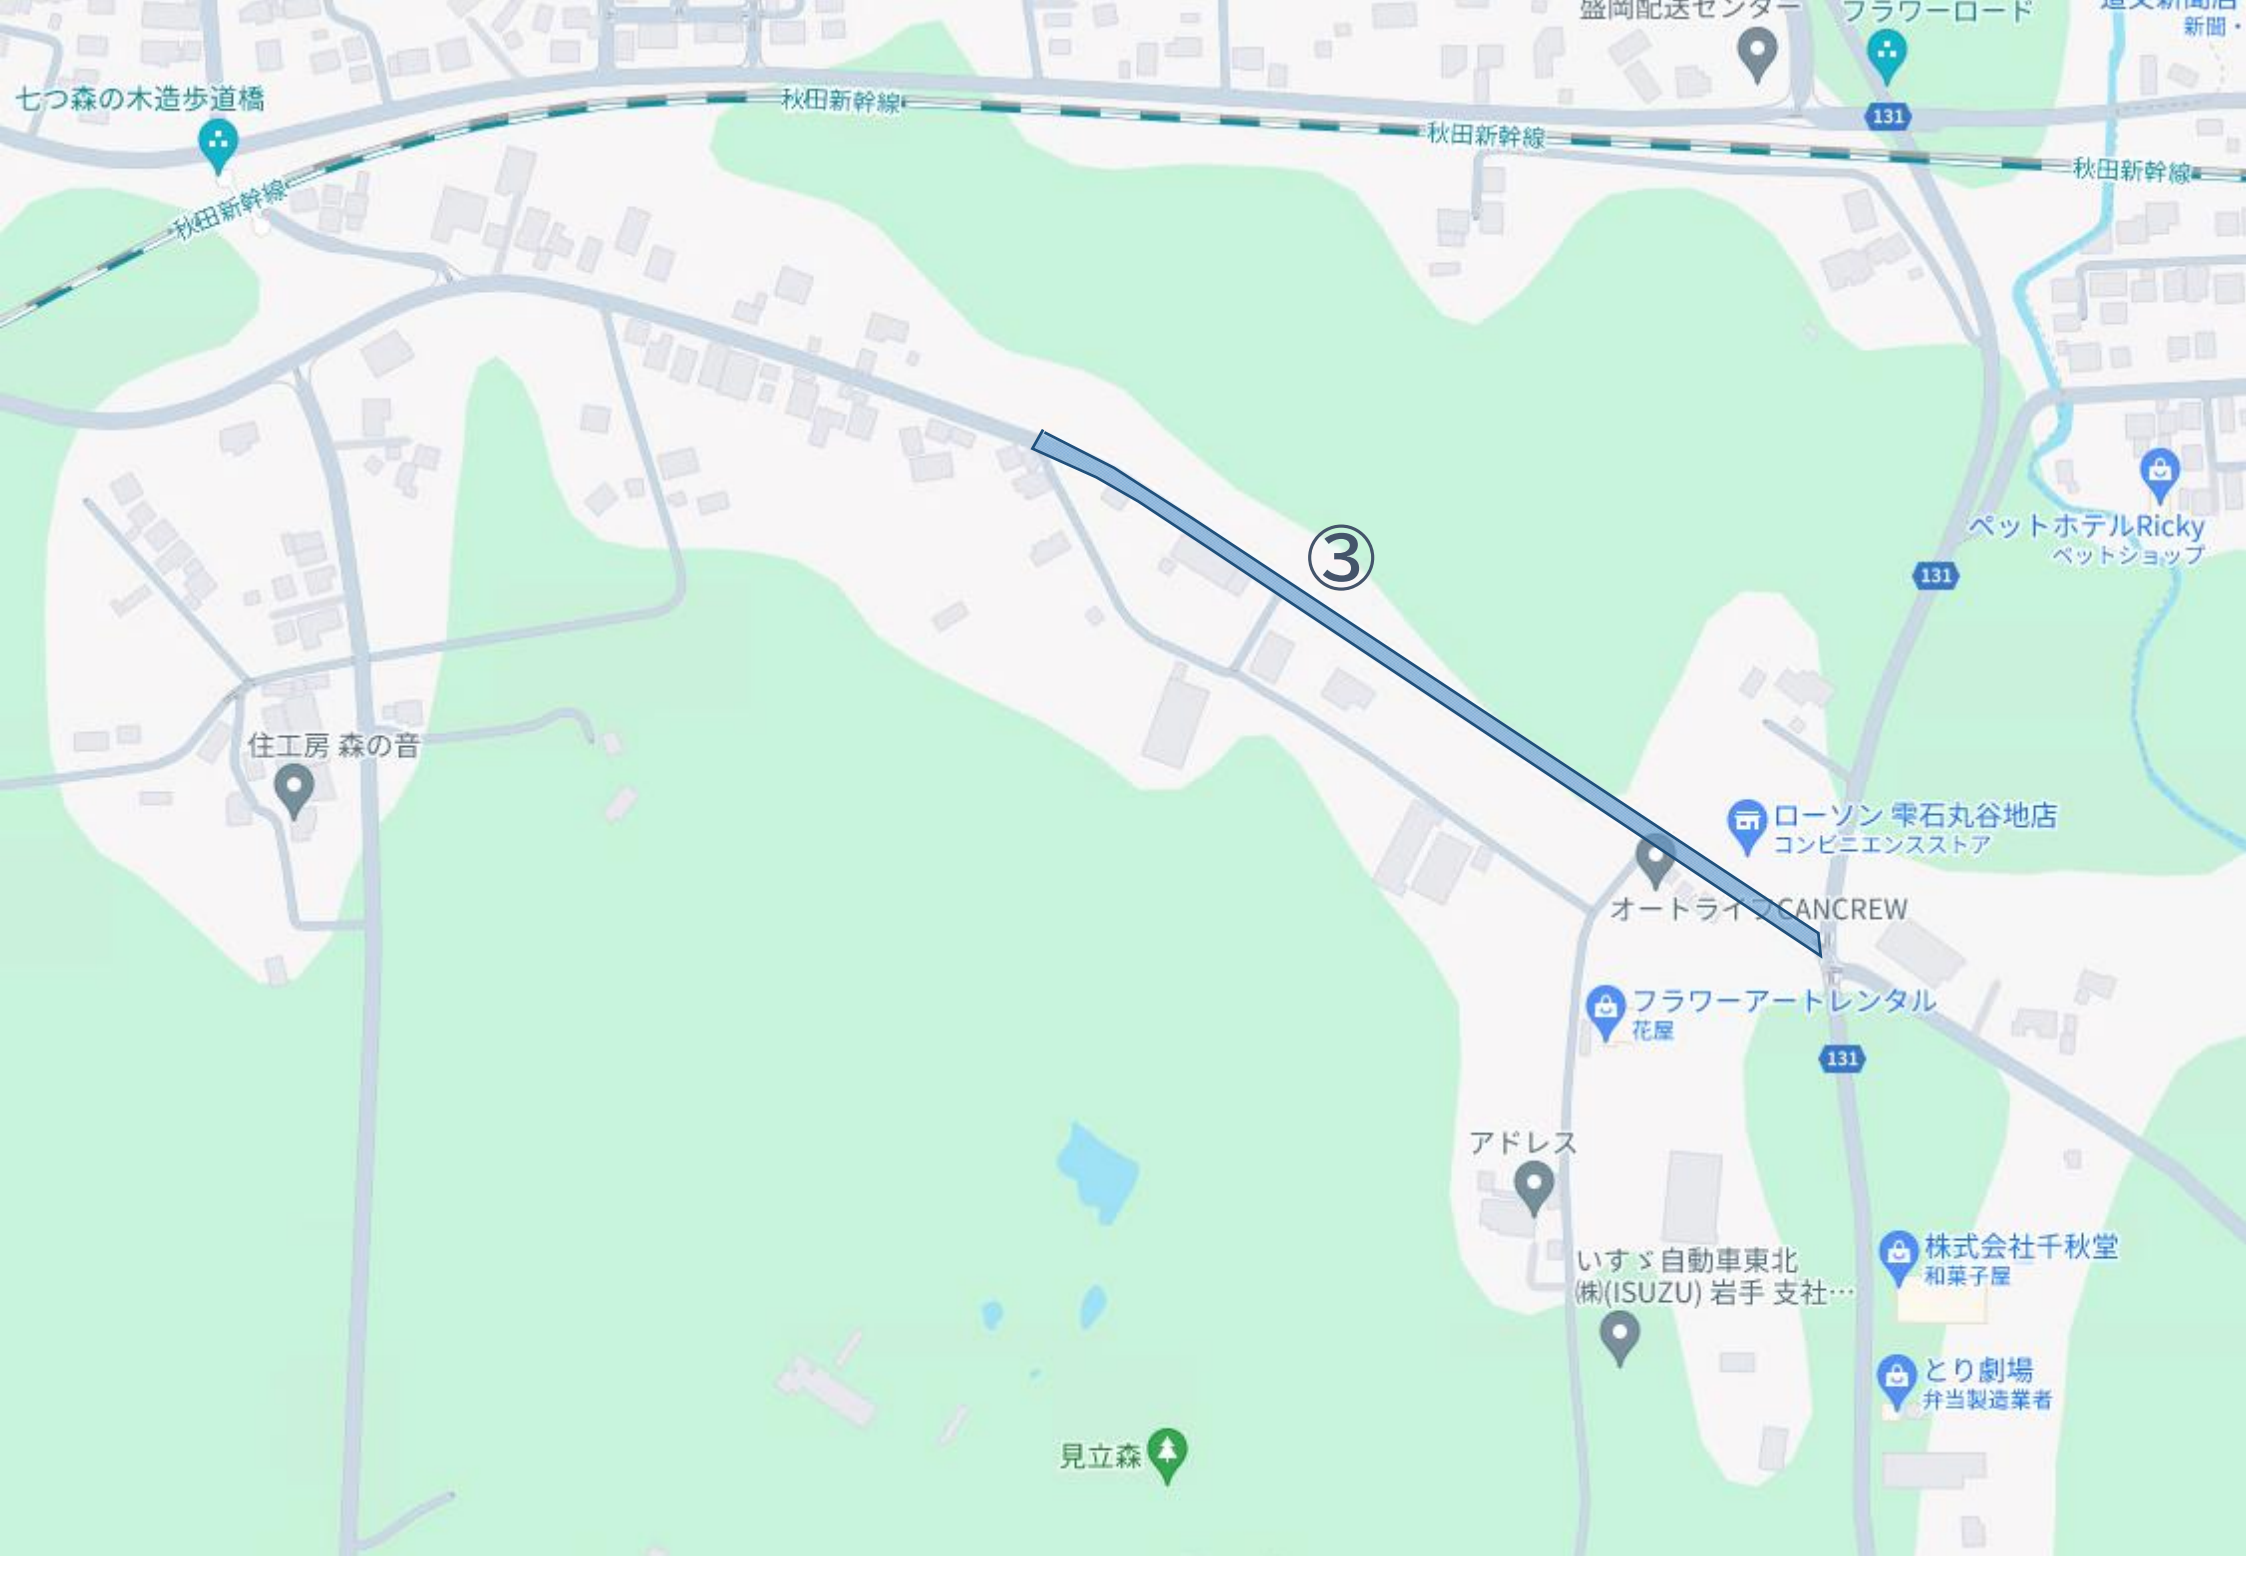 盛岡配送センター
フラワーロード
新聞・
七つ森の木造歩道橋
秋田新幹線
131
秋田新幹線
秋田新幹線
秋田新幹線
ペットホテルRicky
ペットショップ
③
131
住工房 森の音
ローソン 雫石丸谷地店
コンビニエンスストア
オートライフCANCREW
フラワーアートレンタル
花屋
131
アドレス
いすゞ自動車東北
㈱(ISUZU) 岩手 支社…
株式会社千秋堂
和菓子屋
とり劇場
弁当製造業者
見立森